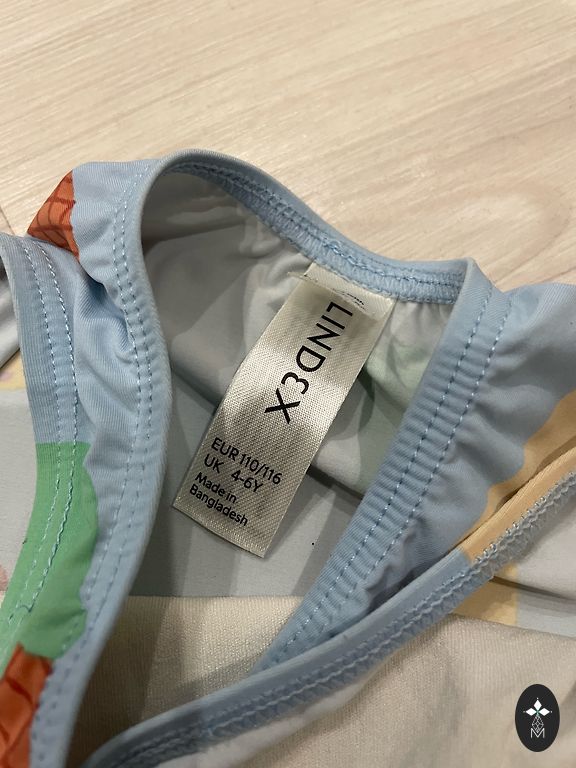 LINDEX
EUR 110/116
UK 4-6Y
Made in
Bangladesh
M